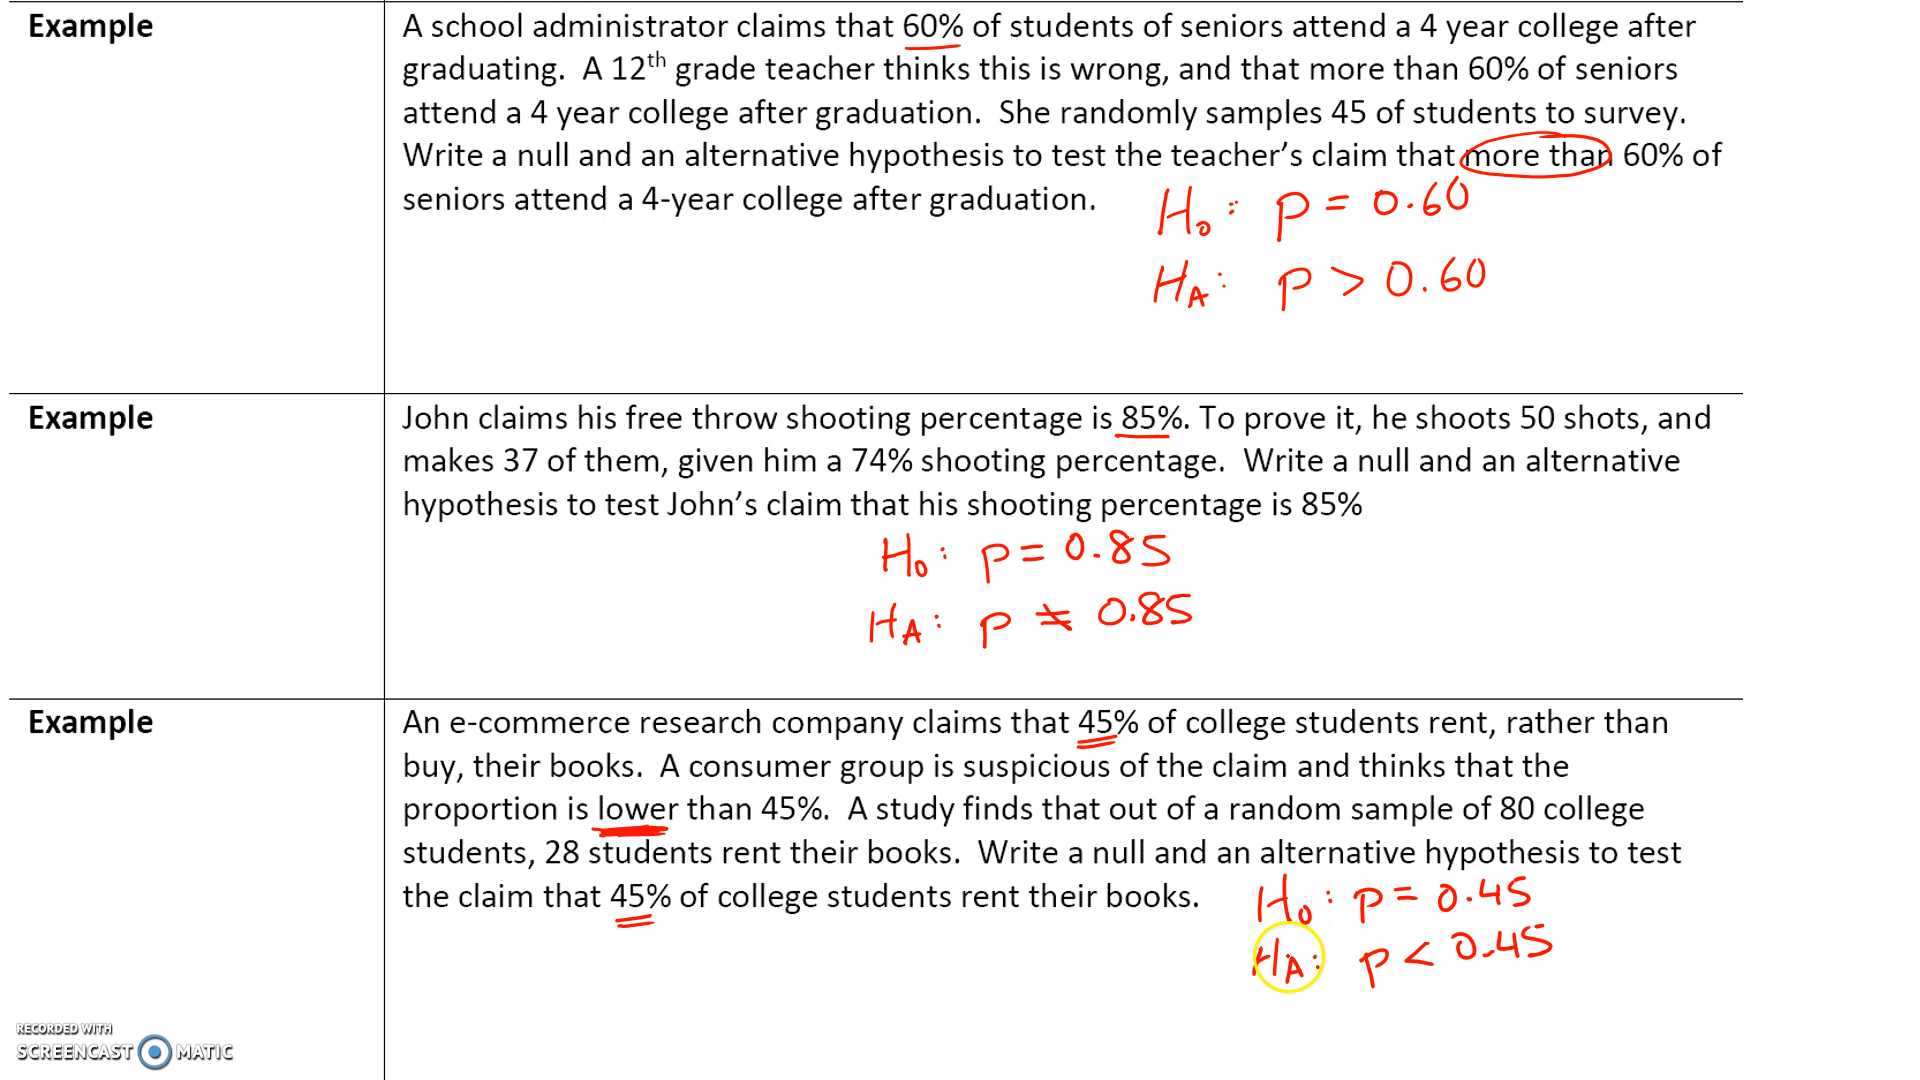 Example
A school administrator claims that 60% of students of seniors attend a 4 year college after
graduating. A 12th grade teacher thinks this is wrong, and that more than 60% of seniors
attend a 4 year college after graduation. She randomly samples 45 of students to survey.
Write a null and an alternative hypothesis to test the teacher's claim that more than 60% of
seniors attend a 4-year college after graduation.
H0: p = 0.60
HA: p > 0.60
Example
John claims his free throw shooting percentage is 85%. To prove it, he shoots 50 shots, and
makes 37 of them, given him a 74% shooting percentage. Write a null and an alternative
hypothesis to test John's claim that his shooting percentage is 85%
H0: p = 0.85
HA: p ≠ 0.85
Example
An e-commerce research company claims that 45% of college students rent, rather than
buy, their books. A consumer group is suspicious of the claim and thinks that the
proportion is lower than 45%. A study finds that out of a random sample of 80 college
students, 28 students rent their books. Write a null and an alternative hypothesis to test
the claim that 45% of college students rent their books.
H0: p = 0.45
HA: p < 0.45
RECORDED WITH
SCREENCAST MATIC